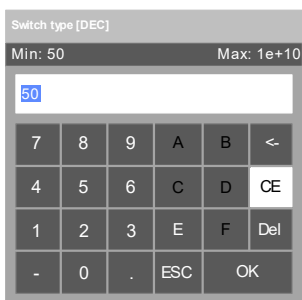 Switch type [DEC]
Min: 50 Max: 1e+10
50
7 8 9 A B <-
4 5 6 C D CE
1 2 3 E F Del
- 0 . ESC OK